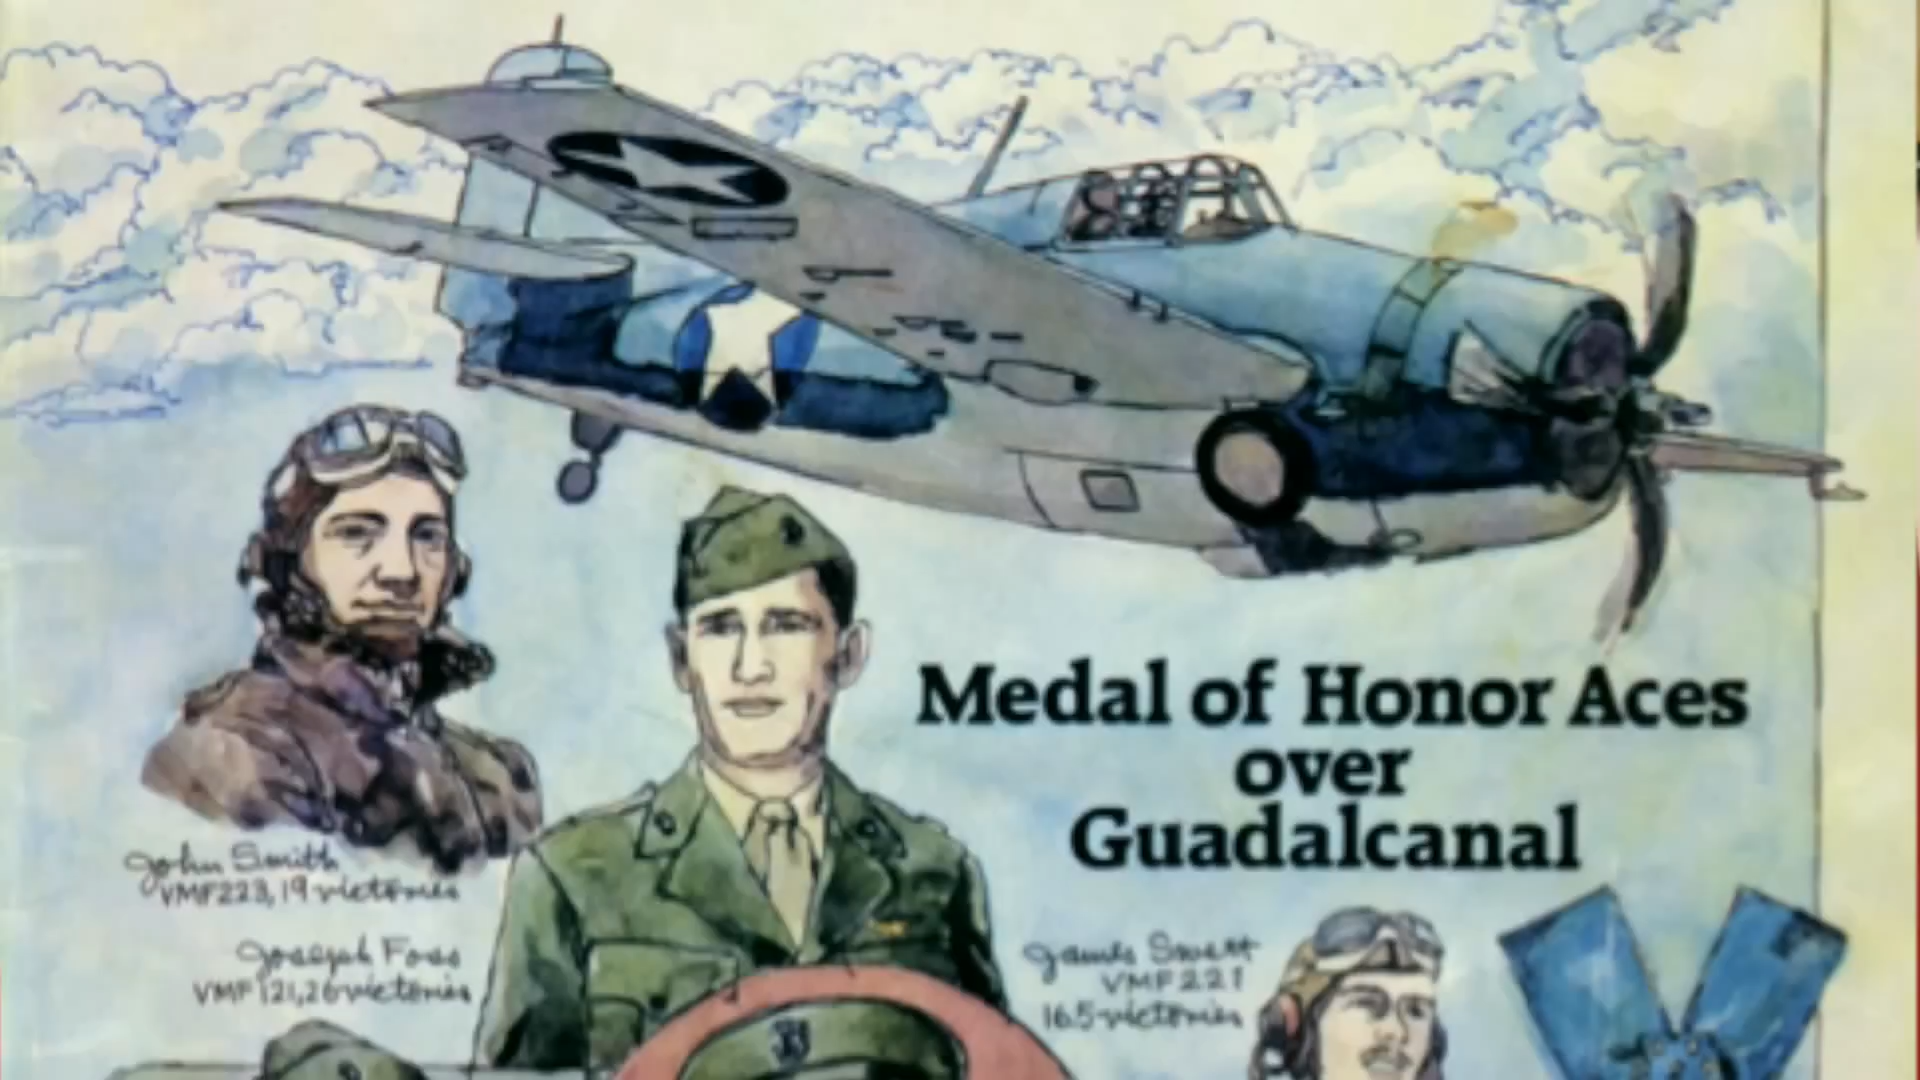 Medal of Honor Aces
over
Guadalcanal
John Smith
VMF223, 19 victories
Joseph Foss
VMF121, 26 victories
James Swett
VMF221
16.5 victories